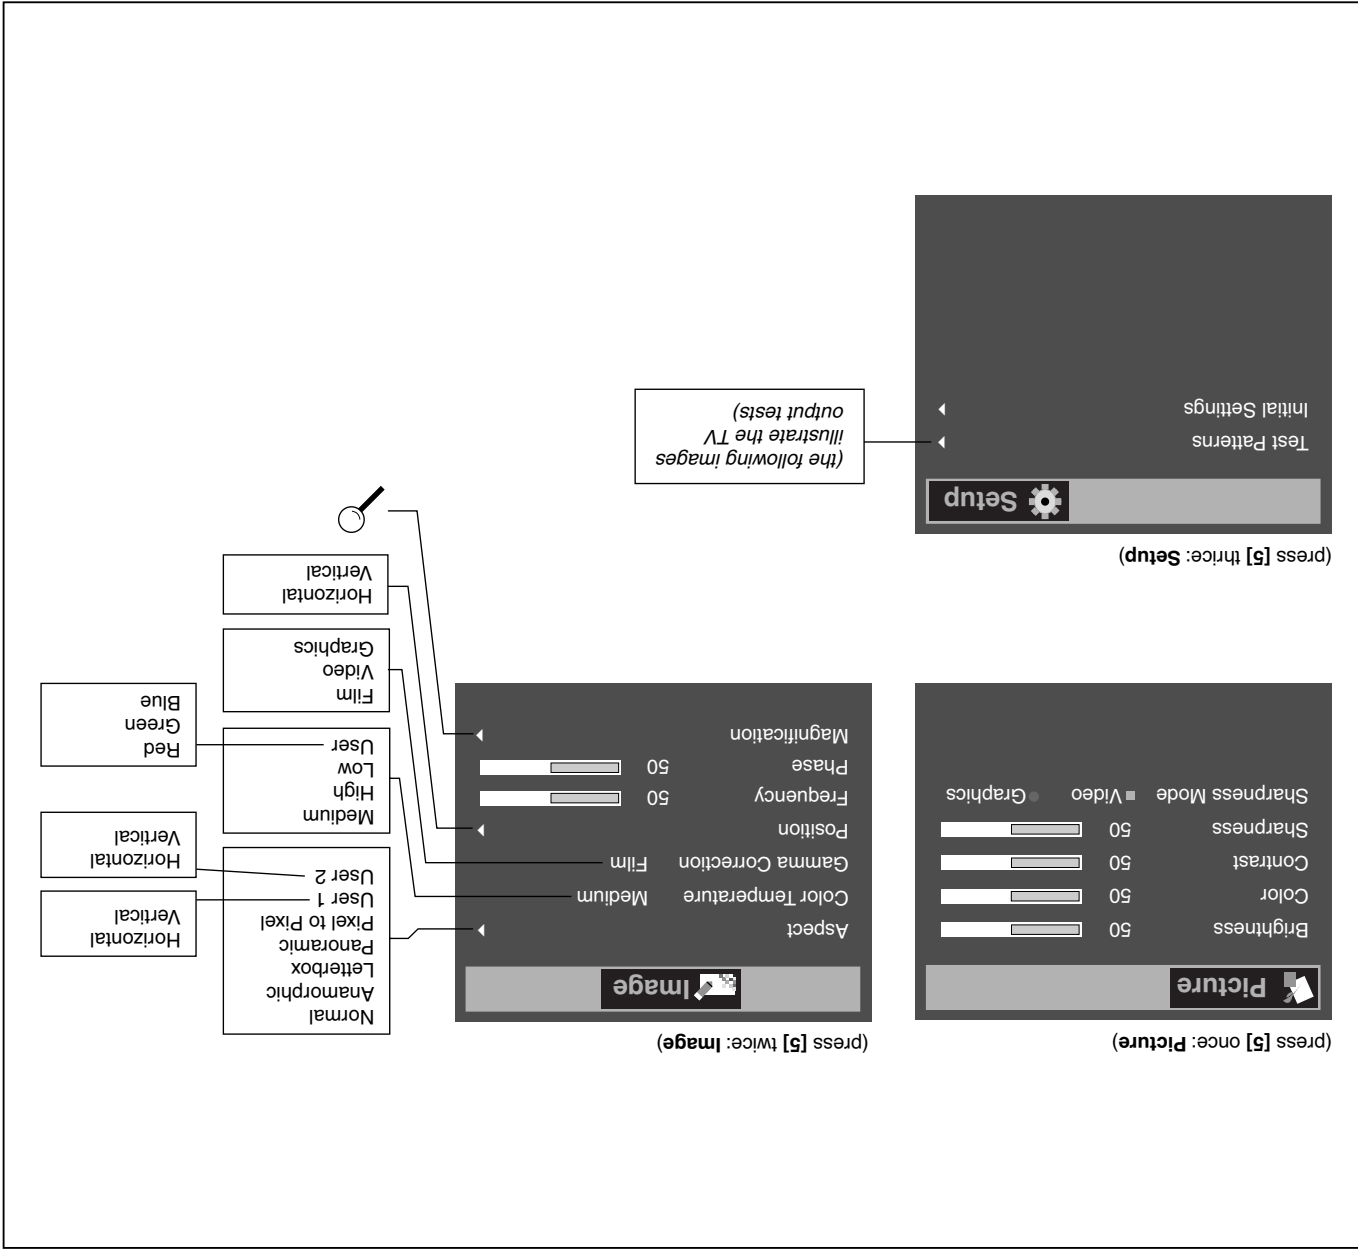 (press [5] once: Picture)
Picture
Brightness 50
Color 50
Contrast 50
Sharpness 50
Sharpness Mode Video Graphics
(press [5] twice: Image)
Image
Aspect
Color Temperature Medium
Gamma Correction Film
Position
Frequency 50
Phase 50
Magnification
Normal
Anamorphic
Letterbox
Panoramic
Pixel to Pixel
User 1
User 2
Horizontal
Vertical
Horizontal
Vertical
Medium
High
Low
User
Red
Green
Blue
Film
Video
Graphics
Horizontal
Vertical
(press [5] thrice: Setup)
Setup
Test Patterns
Initial Settings
(the following images
illustrate the TV
output tests)